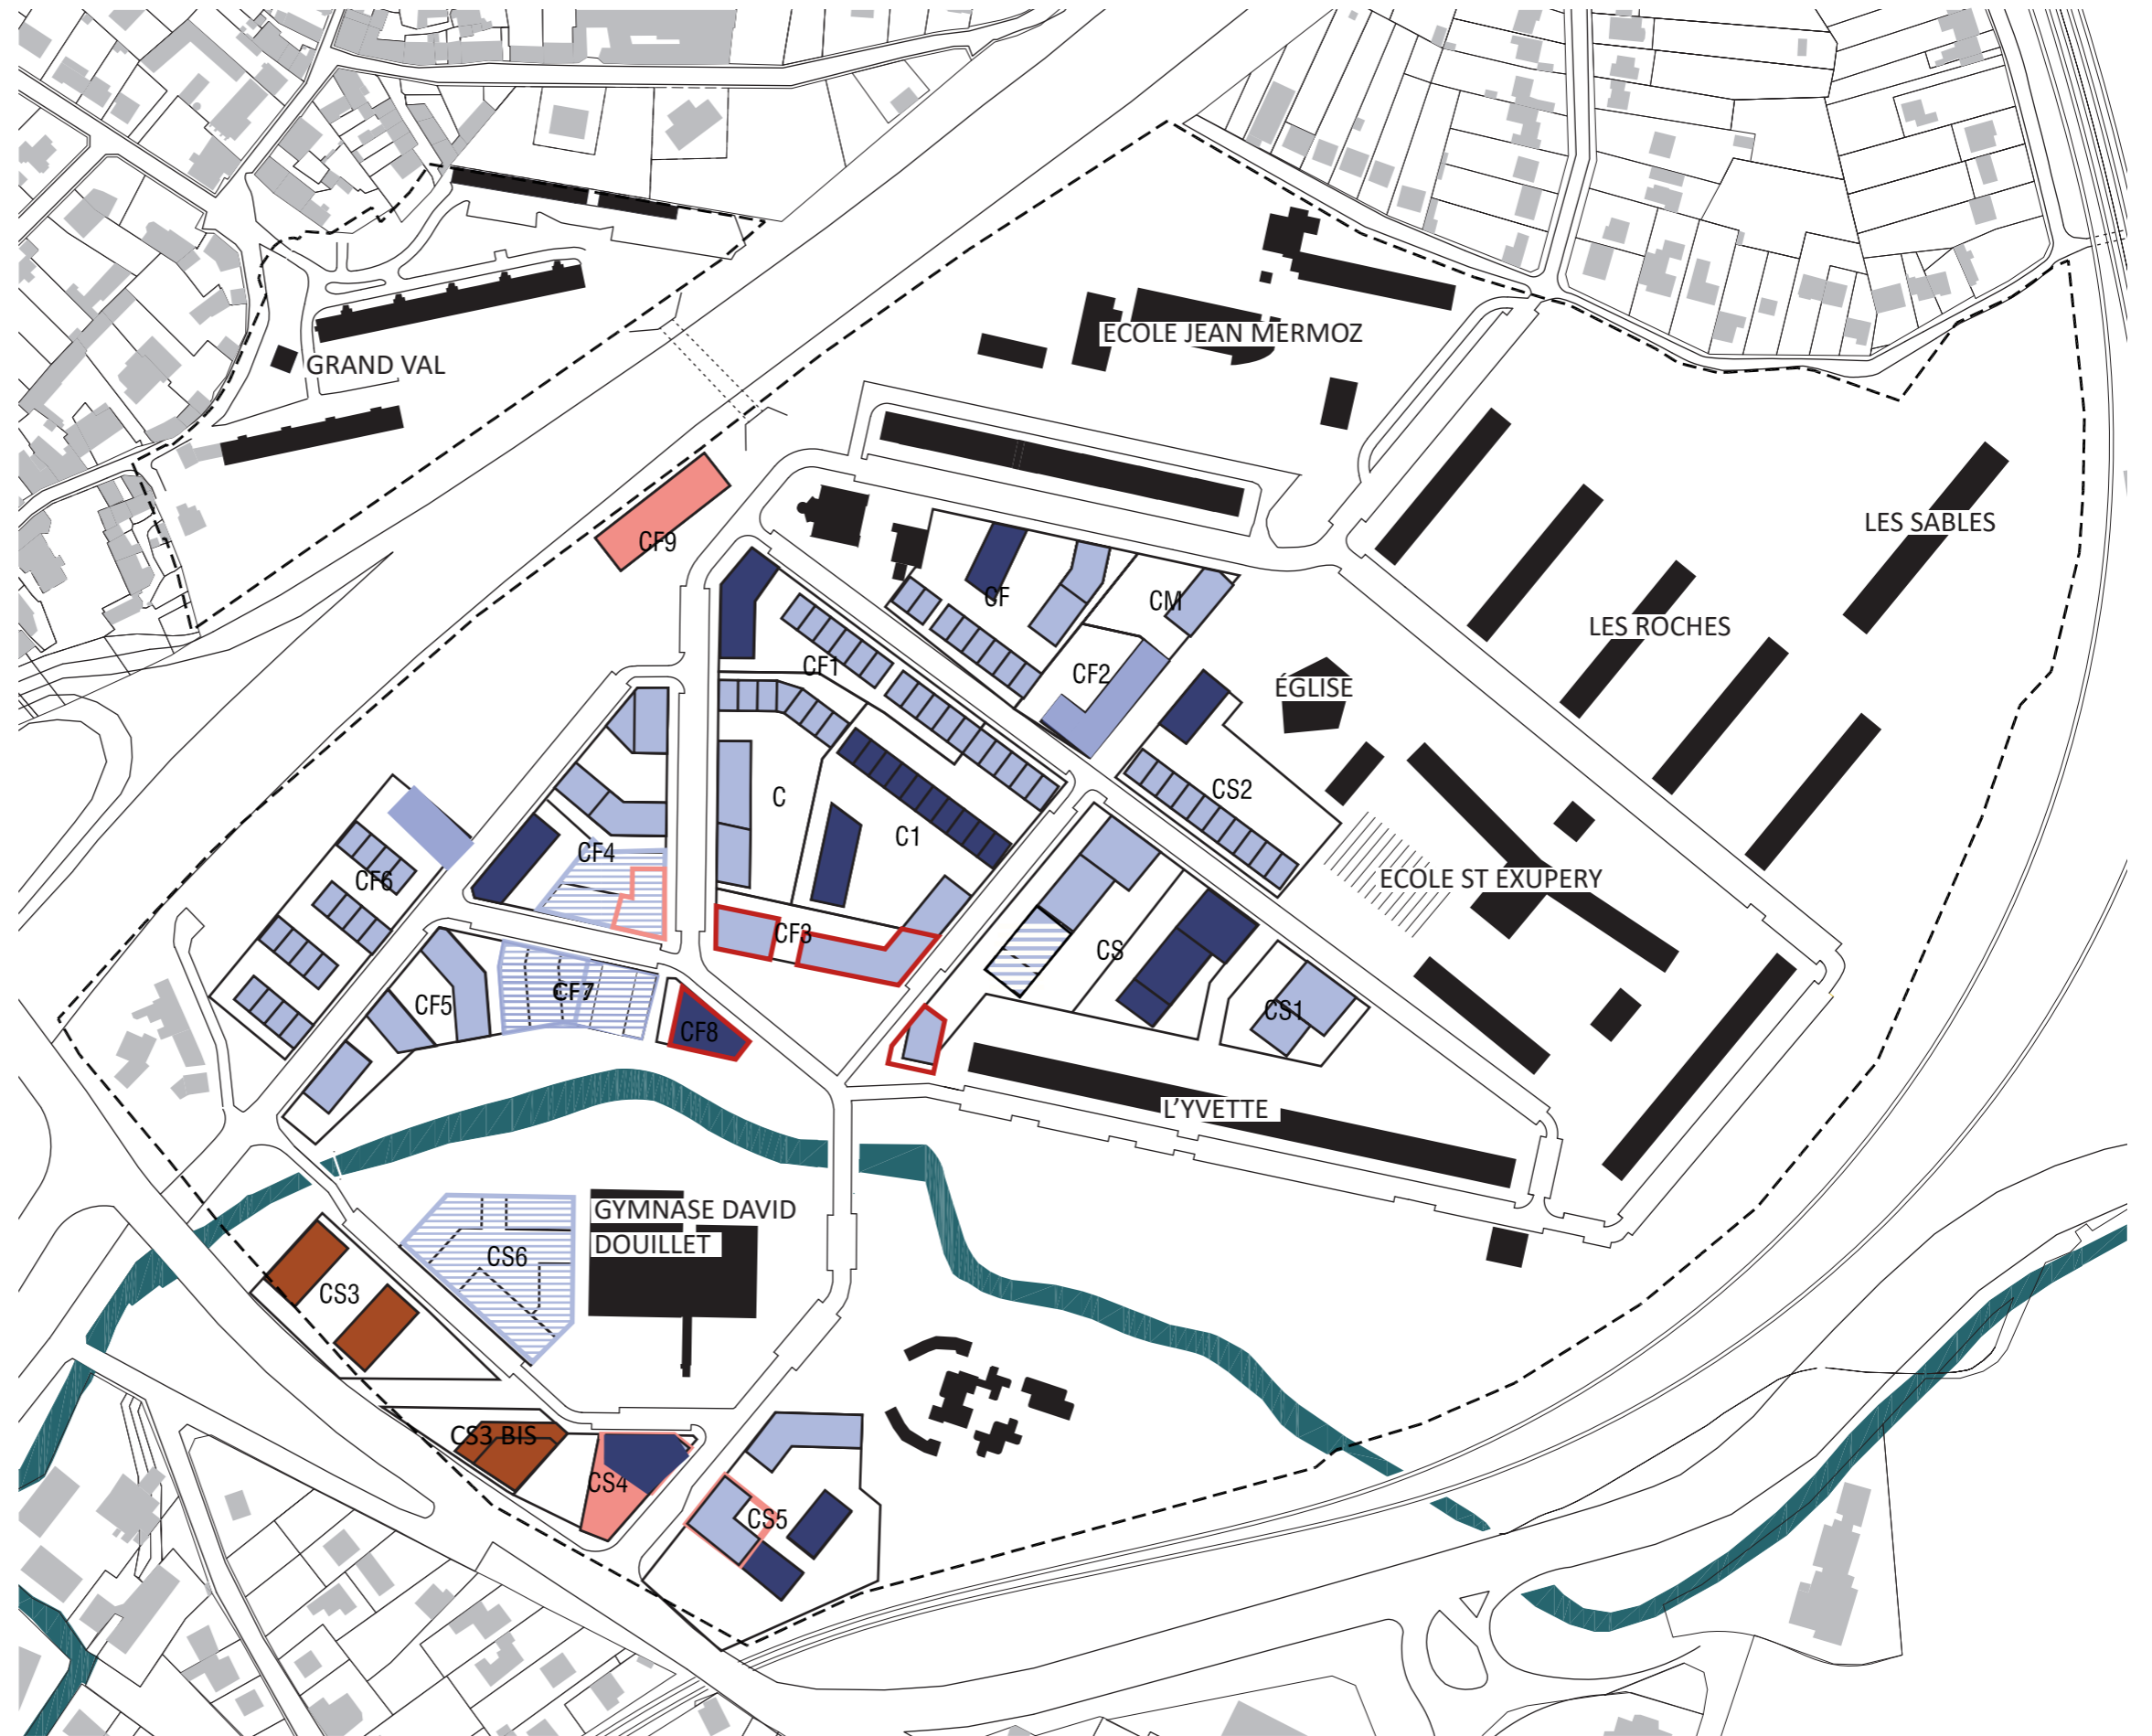 ECOLE JEAN MERMOZ
GRAND VAL
LES SABLES
CF9
CF
CM
LES ROCHES
CF1
CF2
ÉGLISE
C
CS2
C1
CF4
CF6
ECOLE ST EXUPERY
CF3
CS
CF7
CF5
CS1
CF8
L'YVETTE
GYMNASE DAVID
DOUILLET
CS6
CS3
CS3 BIS
CS4
CS5